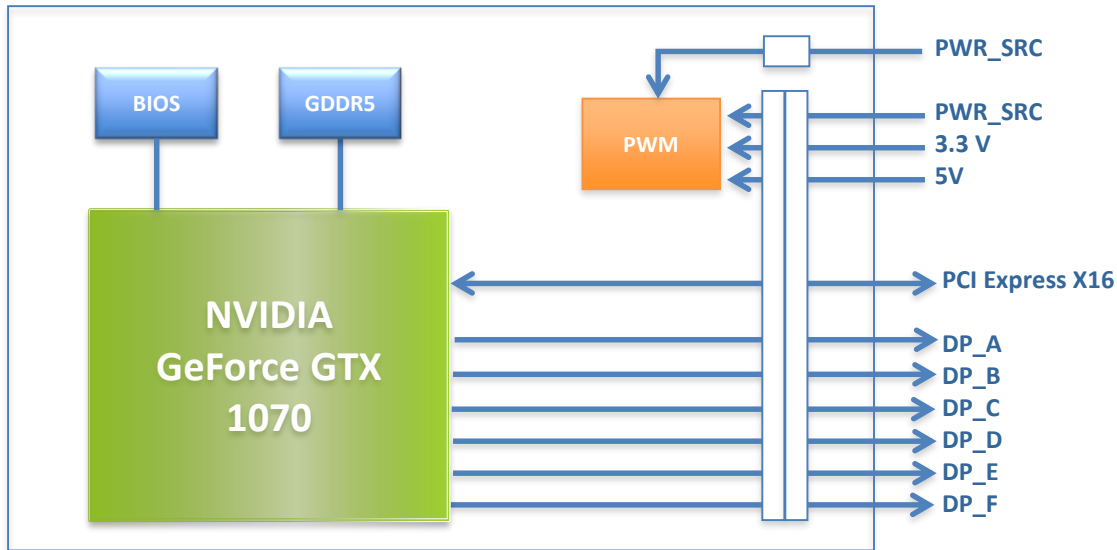 PWR_SRC
BIOS
GDDR5
PWM
PWR_SRC
3.3 V
5V
NVIDIA
GeForce GTX
1070
PCI Express X16
DP_A
DP_B
DP_C
DP_D
DP_E
DP_F